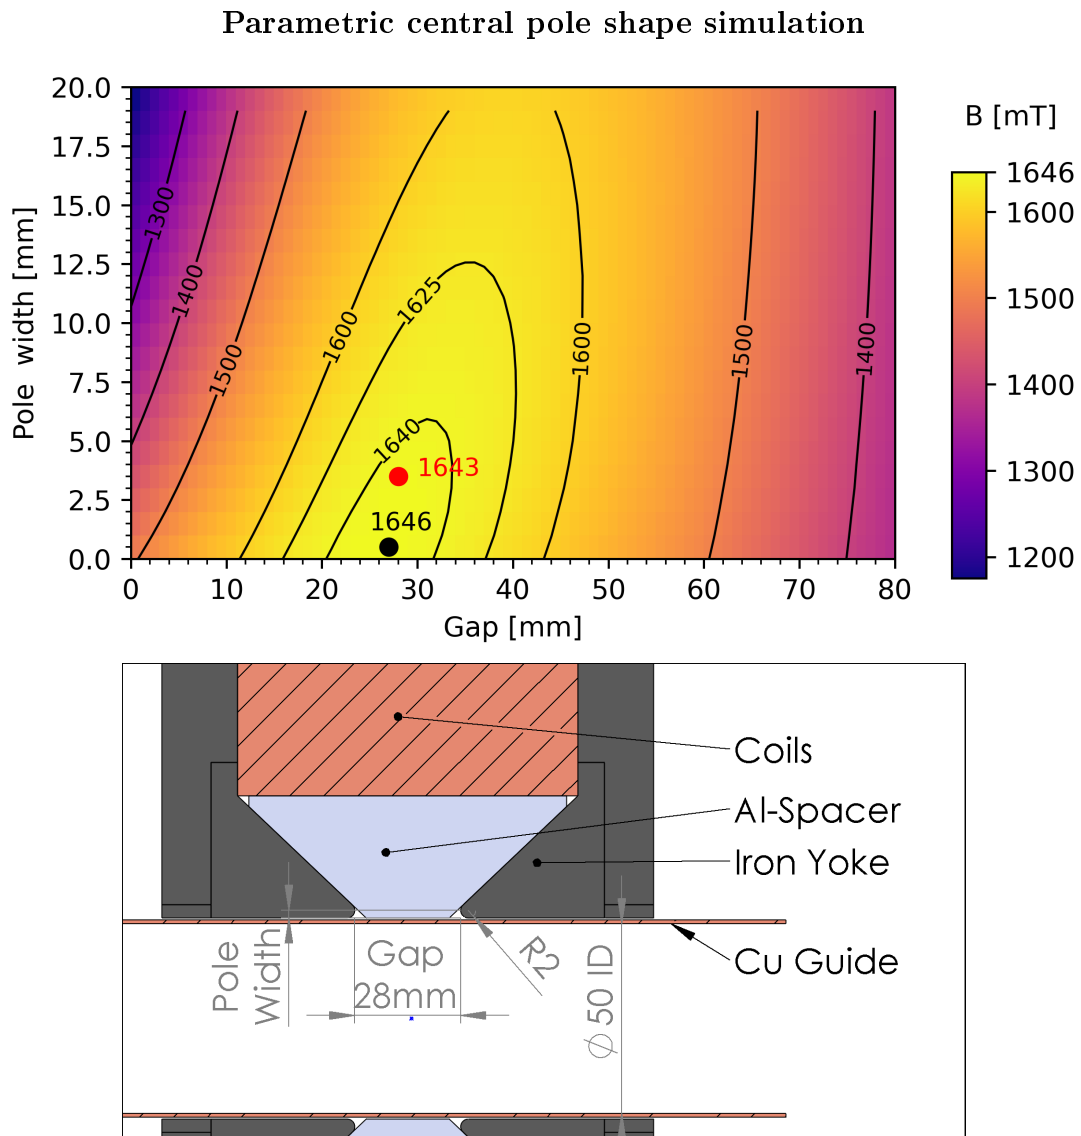 Parametric central pole shape simulation
20.0
17.5
15.0
12.5
10.0
7.5
5.0
2.5
0.0
Pole width [mm]
0 10 20 30 40 50 60 70 80
Gap [mm]
1300
1400
1500
1600
1625
1640
1643
1646
1600
1500
1400
B [mT]
1646
1600
1500
1400
1300
1200
Coils
Al-Spacer
Iron Yoke
Cu Guide
Pole
Width
Gap
28mm
R2
∅ 50 ID